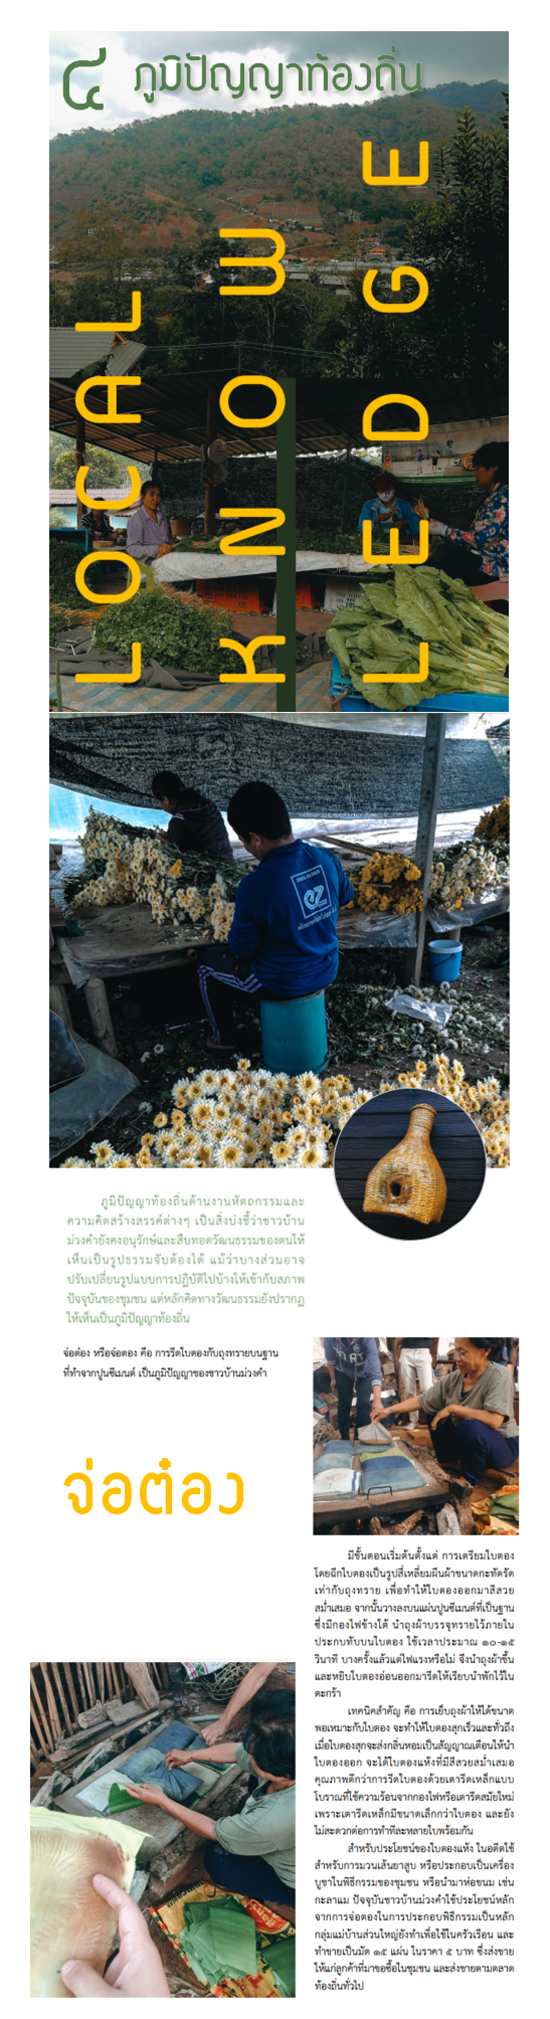 ๔ ภูมิปัญญาท้องถิ่น
LOCAL
KNOW
LEDGE
ภูมิปัญญาท้องถิ่นด้านงานหัตถกรรมและ
ความคิดสร้างสรรค์ต่างๆ เป็นสิ่งบ่งชี้ว่าชาวบ้าน
ม่วงคำยังคงอนุรักษ์และสืบทอดวัฒนธรรมของตนให้
เห็นเป็นรูปธรรมจับต้องได้ แม้ว่าบางส่วนอาจ
ปรับเปลี่ยนรูปแบบการปฏิบัติไปบ้างให้เข้ากับสภาพ
ปัจจุบันของชุมชน แต่หลักคิดทางวัฒนธรรมยังปรากฏ
ให้เห็นเป็นภูมิปัญญาท้องถิ่น
จ่อต๋อง หรือจ่อตอง คือ การรีดใบตองกับถุงทรายบนฐาน
ที่ทำจากปูนซีเมนต์ เป็นภูมิปัญญาของชาวบ้านม่วงคำ
จ่อต๋อง
มีขั้นตอนเริ่มต้นตั้งแต่ การเตรียมใบตอง
โดยฉีกใบตองเป็นรูปสี่เหลี่ยมผืนผ้าขนาดกะทัดรัด
เท่ากับถุงทราย เพื่อทำให้ใบตองออกมาสีสวย
สม่ำเสมอ จากนั้นวางลงบนแผ่นปูนซีเมนต์ที่เป็นฐาน
ซึ่งมีกองไฟข้างใต้ นำถุงผ้าบรรจุทรายไว้ภายใน
ประกบทับบนใบตอง ใช้เวลาประมาณ ๑๐-๑๕
วินาที บางครั้งแล้วแต่ไฟแรงหรือไม่ จึงนำถุงผ้าขึ้น
และหยิบใบตองอ่อนออกมารีดให้เรียบนำพักไว้ใน
ตะกร้า
เทคนิคสำคัญ คือ การเย็บถุงผ้าให้ได้ขนาด
พอเหมาะกับใบตอง จะทำให้ใบตองสุกเร็วและทั่วถึง
เมื่อใบตองสุกจะส่งกลิ่นหอมเป็นสัญญาณเตือนให้นำ
ใบตองออก จะได้ใบตองแห้งที่มีสีสวยสม่ำเสมอ
คุณภาพดีกว่าการรีดใบตองด้วยเตารีดเหล็กแบบ
โบราณที่ใช้ความร้อนจากกองไฟหรือเตารีดสมัยใหม่
เพราะเตารีดเหล็กมีขนาดเล็กกว่าใบตอง และยัง
ไม่สะดวกต่อการทำทีละหลายใบพร้อมกัน
สำหรับประโยชน์ของใบตองแห้ง ในอดีตใช้
สำหรับการมวนเส้นยาสูบ หรือประกอบเป็นเครื่อง
บูชาในพิธีกรรมของชุมชน หรือนำมาห่อขนม เช่น
กะลาแม ปัจจุบันชาวบ้านม่วงคำใช้ประโยชน์หลัก
จากการจ่อตองในการประกอบพิธีกรรมเป็นหลัก
กลุ่มแม่บ้านส่วนใหญ่ยังทำเพื่อใช้ในครัวเรือน และ
ทำขายเป็นมัด ๑๕ แผ่น ในราคา ๕ บาท ซึ่งส่งขาย
ให้แก่ลูกค้าที่มาขอซื้อในชุมชน และส่งขายตามตลาด
ท้องถิ่นทั่วไป